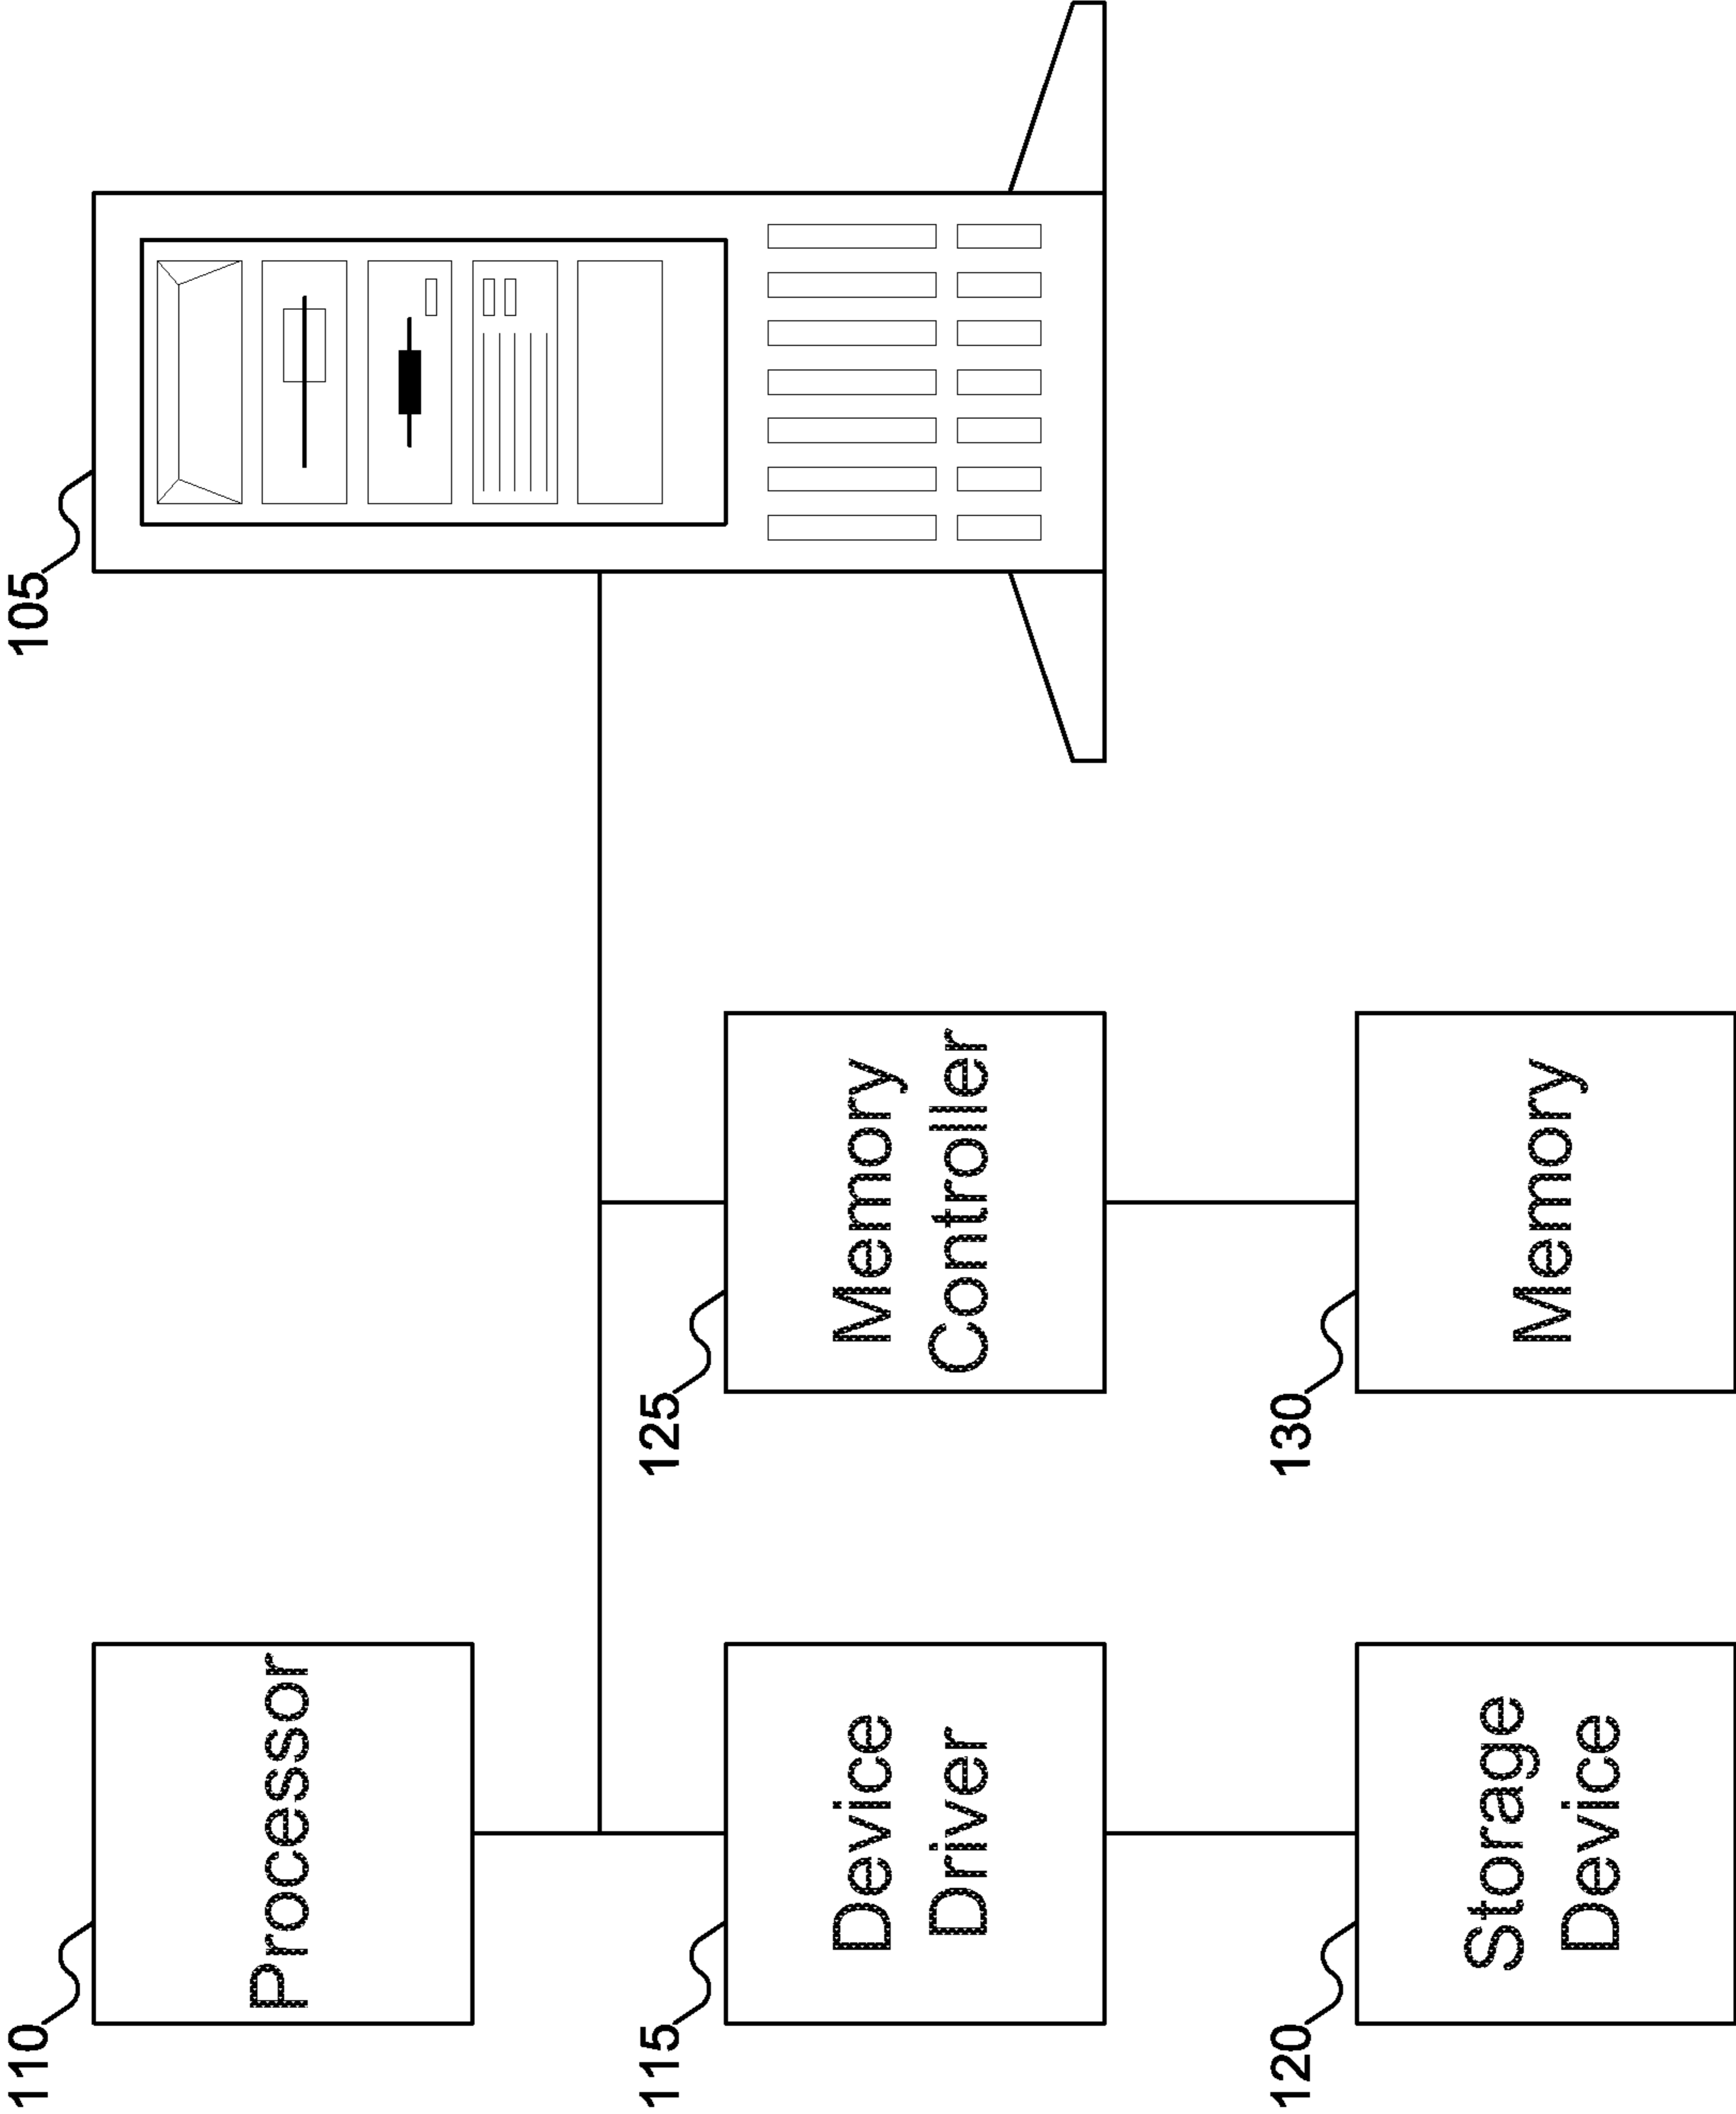 105
110
Processor
125
Memory
Controller
115
Device
Driver
130
Memory
120
Storage
Device